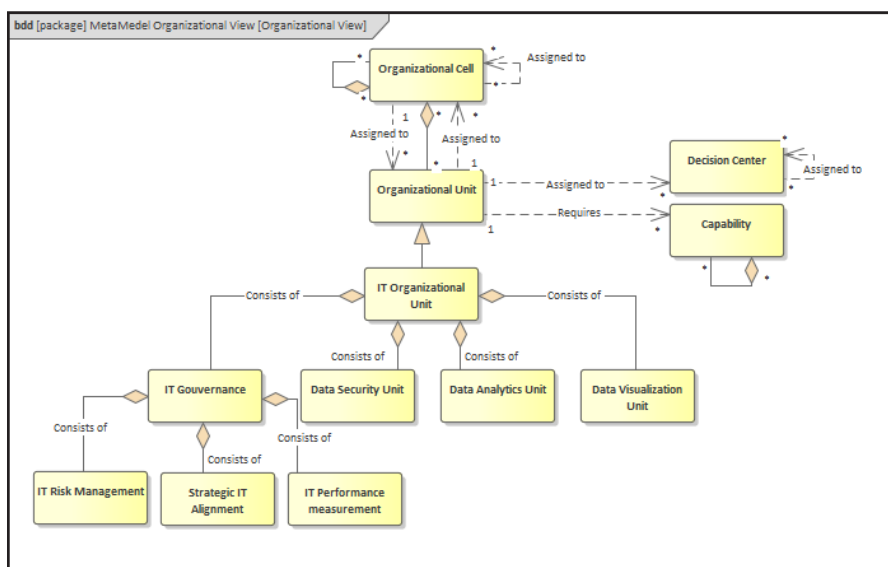 bdd [package] MetaMedel Organizational View [Organizational View]
Organizational Cell
*
*
*
*
Assigned to
1
*
*
Assigned to
Assigned to
*
*
1
Organizational Unit
1
Assigned to
*
Decision Center
*
*
Assigned to
1
Requires
*
Capability
*
*
IT Organizational
Unit
Consists of
Consists of
Consists of
Consists of
IT Gouvernance
Data Security Unit
Data Analytics Unit
Data Visualization
Unit
Consists of
Consists of
Consists of
IT Risk Management
Strategic IT
Alignment
IT Performance
measurement